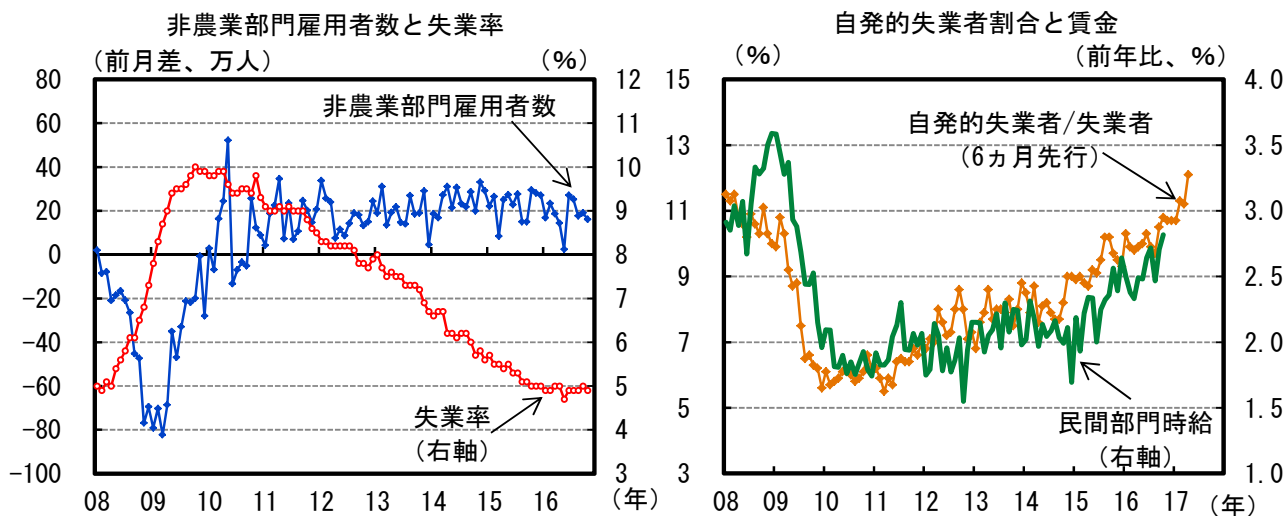 非農業部門雇用者数と失業率
(前月差、万人)
(%)
80
60
40
20
0
-20
-40
-60
-80
-100
12
11
10
9
8
7
6
5
4
3
非農業部門雇用者数
失業率
(右軸)
08 09 10 11 12 13 14 15 16 (年)
自発的失業者割合と賃金
(%)
(前年比、%)
15
13
11
9
7
5
3
4.0
3.5
3.0
2.5
2.0
1.5
1.0
自発的失業者/失業者
(6ヵ月先行)
民間部門時給
(右軸)
08 09 10 11 12 13 14 15 16 17 (年)